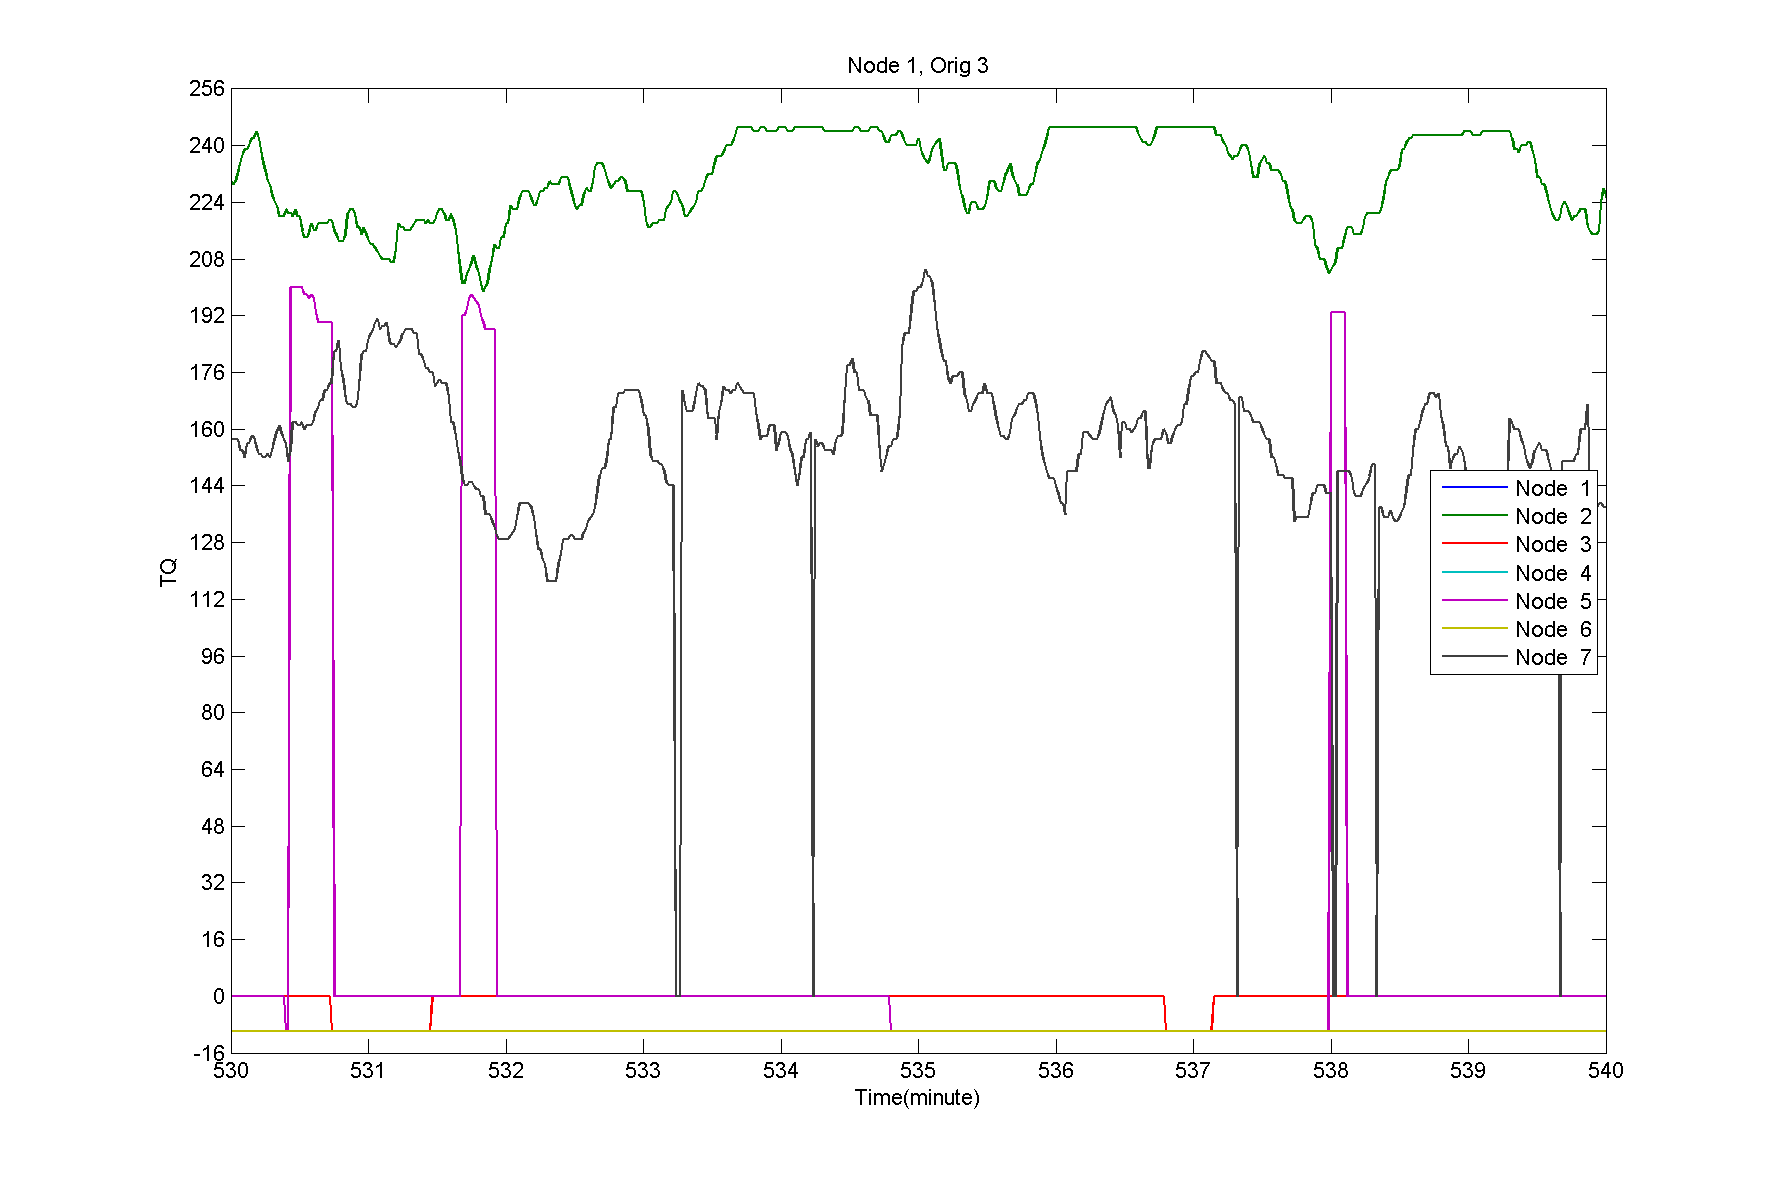 Node 1, Orig 3
256
240
224
208
192
176
160
144
128
112
96
80
64
48
32
16
0
-16
TQ
Node 1
Node 2
Node 3
Node 4
Node 5
Node 6
Node 7
530 531 532 533 534 535 536 537 538 539 540
Time(minute)